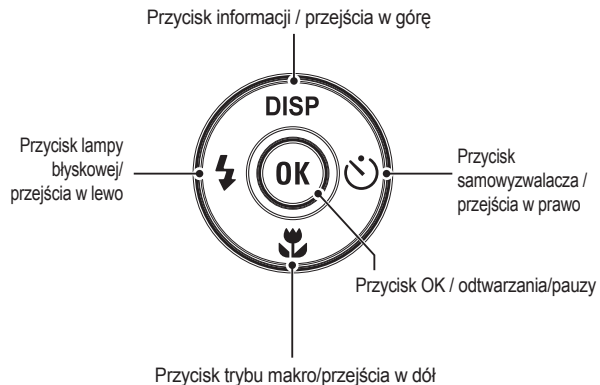 Przycisk informacji / przejścia w górę
DISP
Przycisk lampy
błyskowej/
przejścia w lewo
OK
Przycisk
samowyzwalacza /
przejścia w prawo
Przycisk OK / odtwarzania/pauzy
Przycisk trybu makro/przejścia w dół